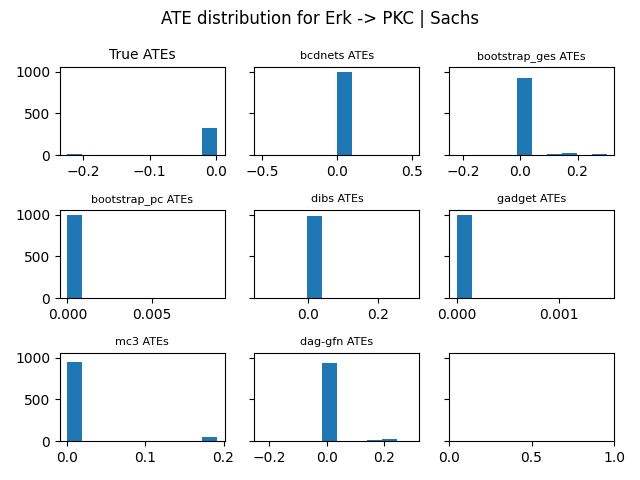 ATE distribution for Erk -> PKC | Sachs
True ATEs
bcdnets ATEs
bootstrap_ges ATEs
1000
500
0
−0.2 −0.1 0.0
−0.5 0.0 0.5
−0.2 0.0 0.2
bootstrap_pc ATEs
dibs ATEs
gadget ATEs
1000
500
0
0.000 0.005
0.0 0.2
0.000 0.001
mc3 ATEs
dag-gfn ATEs
1000
500
0
0.0 0.1 0.2
−0.2 0.0 0.2
0.0 0.5 1.0